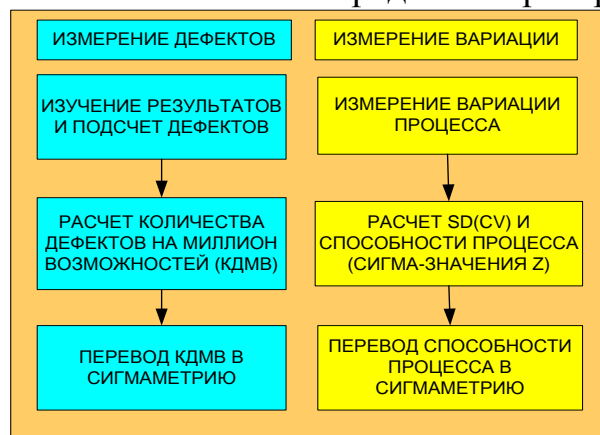 ИЗМЕРЕНИЕ ДЕФЕКТОВ
ИЗУЧЕНИЕ РЕЗУЛЬТАТОВ
И ПОДСЧЕТ ДЕФЕКТОВ
РАСЧЕТ КОЛИЧЕСТВА
ДЕФЕКТОВ НА МИЛЛИОН
ВОЗМОЖНОСТЕЙ (КДМВ)
ПЕРЕВОД КДМВ В
СИГМАМЕТРИЮ
ИЗМЕРЕНИЕ ВАРИАЦИИ
ИЗМЕРЕНИЕ ВАРИАЦИИ
ПРОЦЕССА
РАСЧЕТ SD(CV) И
СПОСОБНОСТИ ПРОЦЕССА
(СИГМА-ЗНАЧЕНИЯ Z)
ПЕРЕВОД СПОСОБНОСТИ
ПРОЦЕССА В
СИГМАМЕТРИЮ